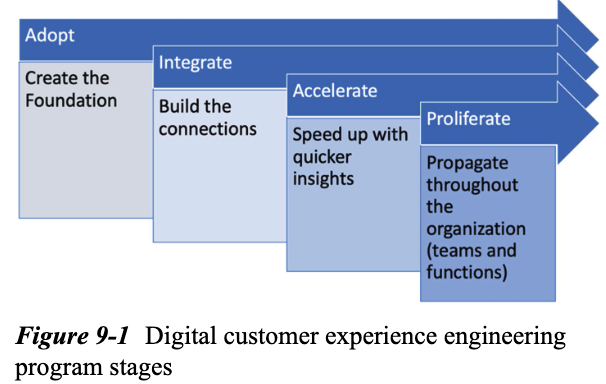 Adopt
Create the
Foundation
Integrate
Build the
connections
Accelerate
Speed up with
quicker
insights
Proliferate
Propagate
throughout
the
organization
(teams and
functions)
Figure 9-1 Digital customer experience engineering
program stages